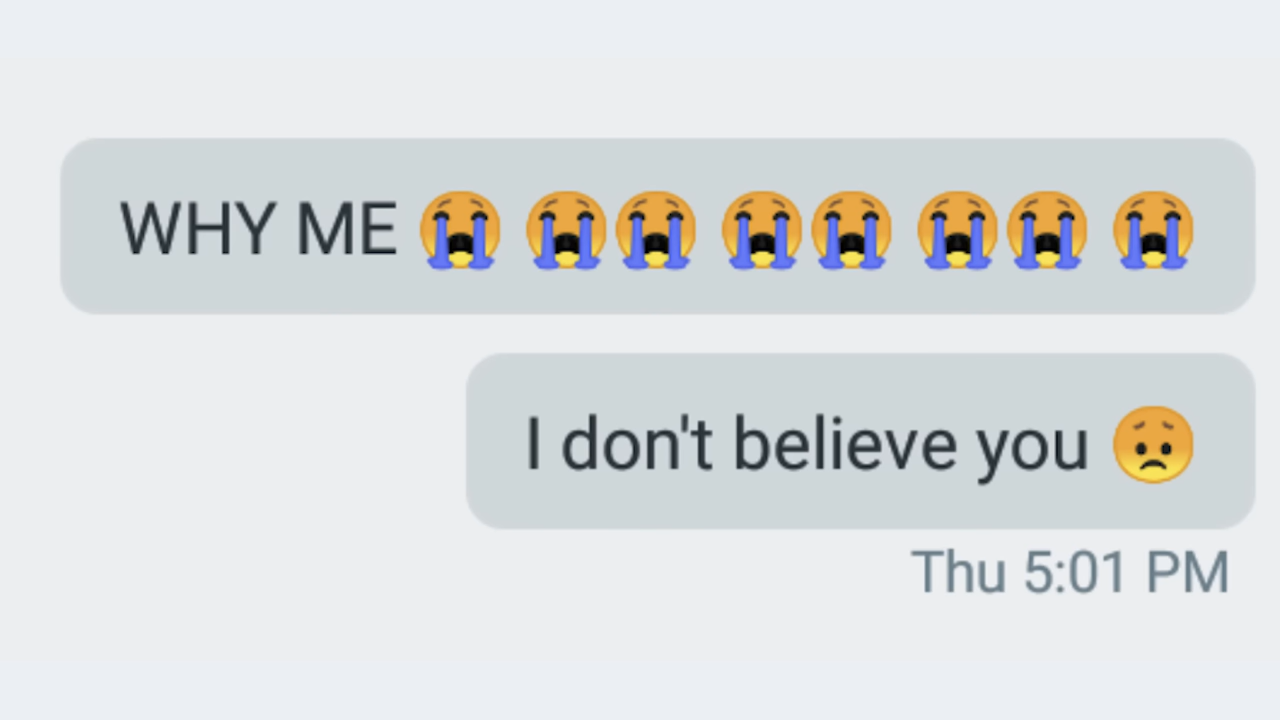 WHY ME 😭 😭😭 😭😭 😭😭 😭
I don't believe you 😞
Thu 5:01 PM